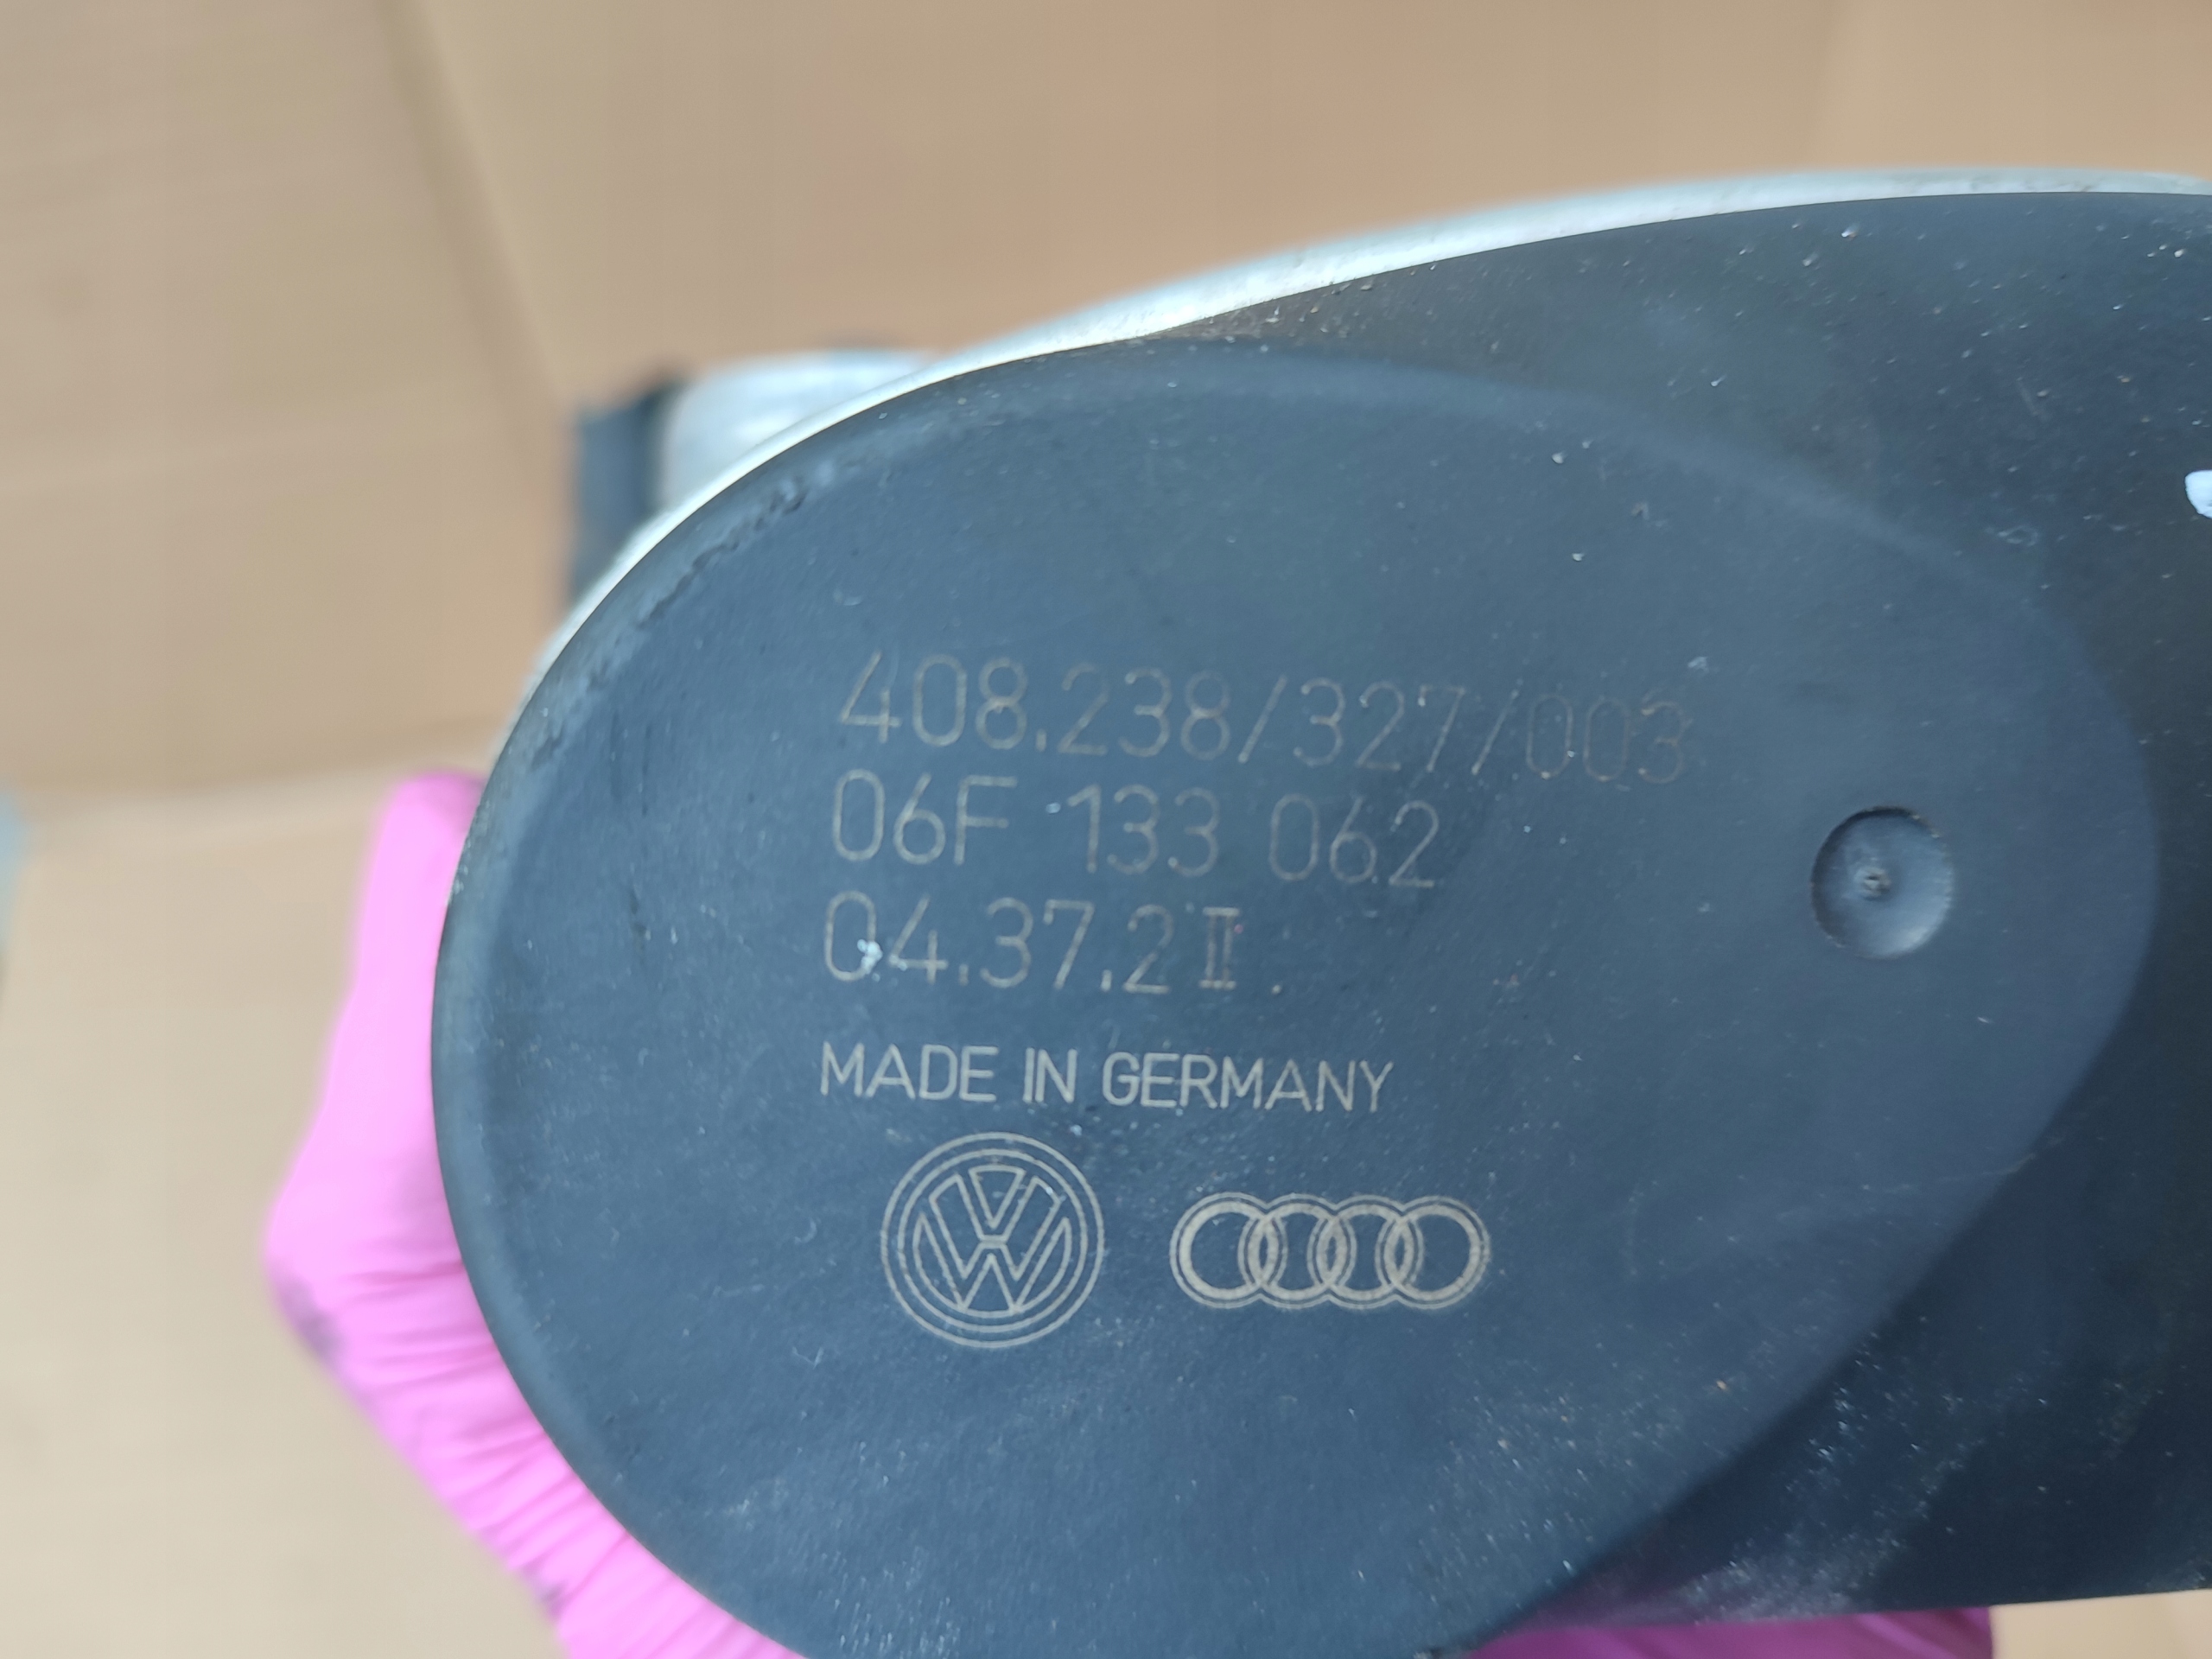 408.238/327/003
06F 133 062
04.37.2 II.
MADE IN GERMANY